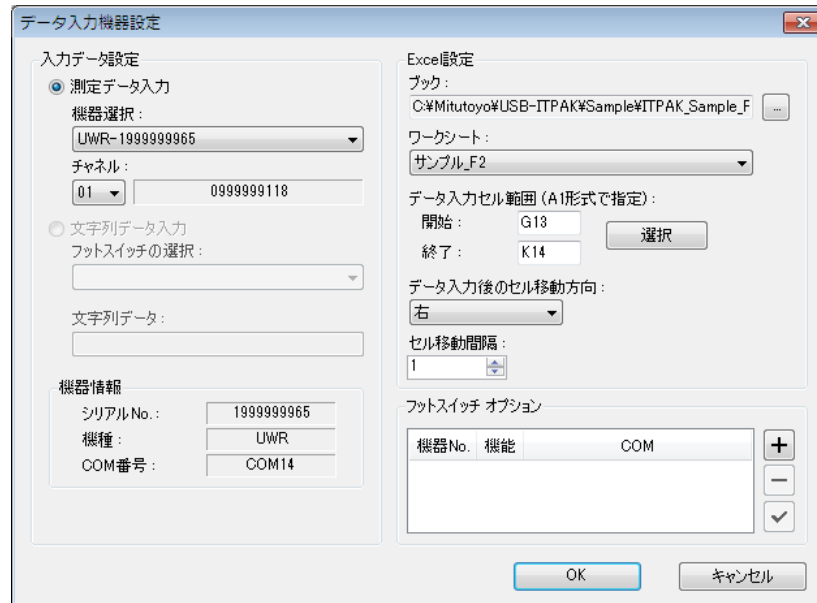 データ入力機器設定
入力データ設定
測定データ入力
機器選択：
UWR-1999999965
チャネル：
01
0999999118
文字列データ入力
フットスイッチの選択：
文字列データ：
機器情報
シリアルNo.：
1999999965
機種：
UWR
COM番号：
COM14
Excel設定
ブック：
C:¥Mitutoyo¥USB-ITPAK¥Sample¥ITPAK_Sample_F
...
ワークシート：
サンプル_F2
データ入力セル範囲（A1形式で指定）：
開始：
G13
終了：
K14
選択
データ入力後のセル移動方向：
右
セル移動間隔：
1
フットスイッチ オプション
機器No. 機能 COM
OK
キャンセル